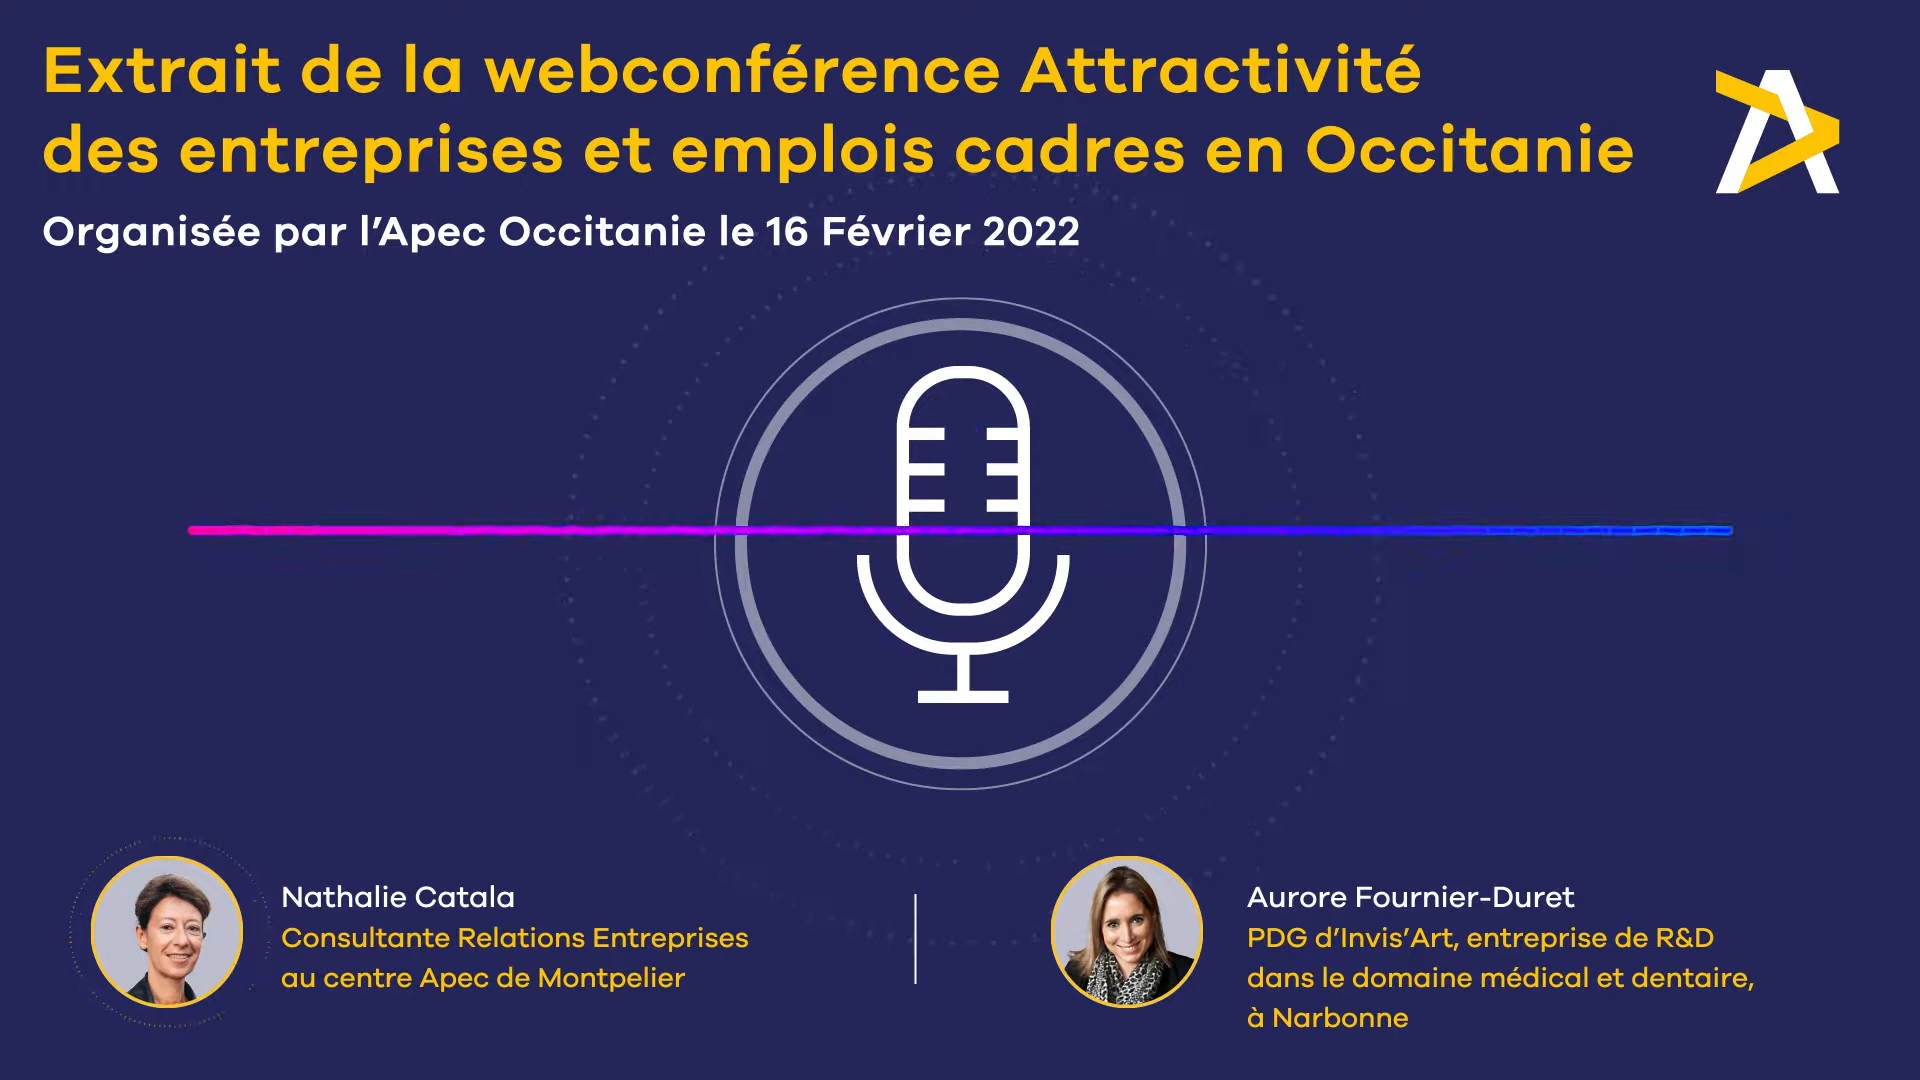 Extrait de la webconférence Attractivité
des entreprises et emplois cadres en Occitanie
Organisée par l’Apec Occitanie le 16 Février 2022
Nathalie Catala
Consultante Relations Entreprises
au centre Apec de Montpelier
Aurore Fournier-Duret
PDG d’Invis’Art, entreprise de R&D
dans le domaine médical et dentaire,
à Narbonne